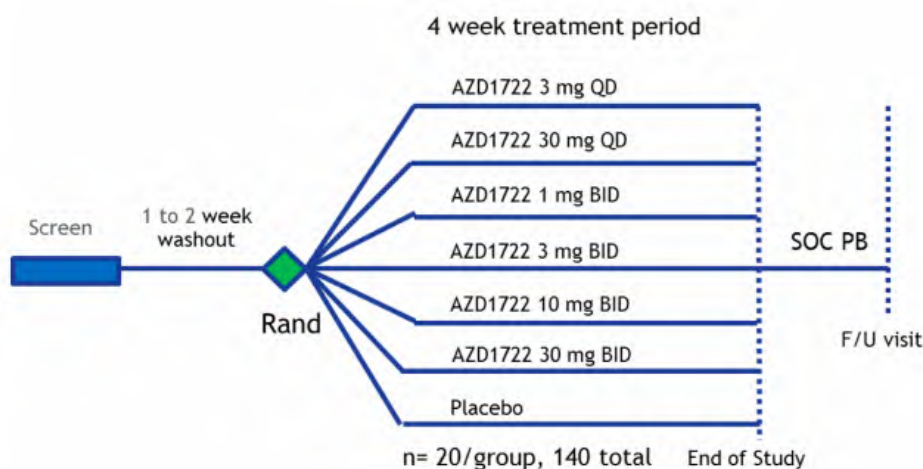 4 week treatment period
AZD1722 3 mg QD
AZD1722 30 mg QD
AZD1722 1 mg BID
Screen
1 to 2 week
washout
AZD1722 3 mg BID
SOC PB
Rand
AZD1722 10 mg BID
F/U visit
AZD1722 30 mg BID
Placebo
n= 20/group, 140 total
End of Study